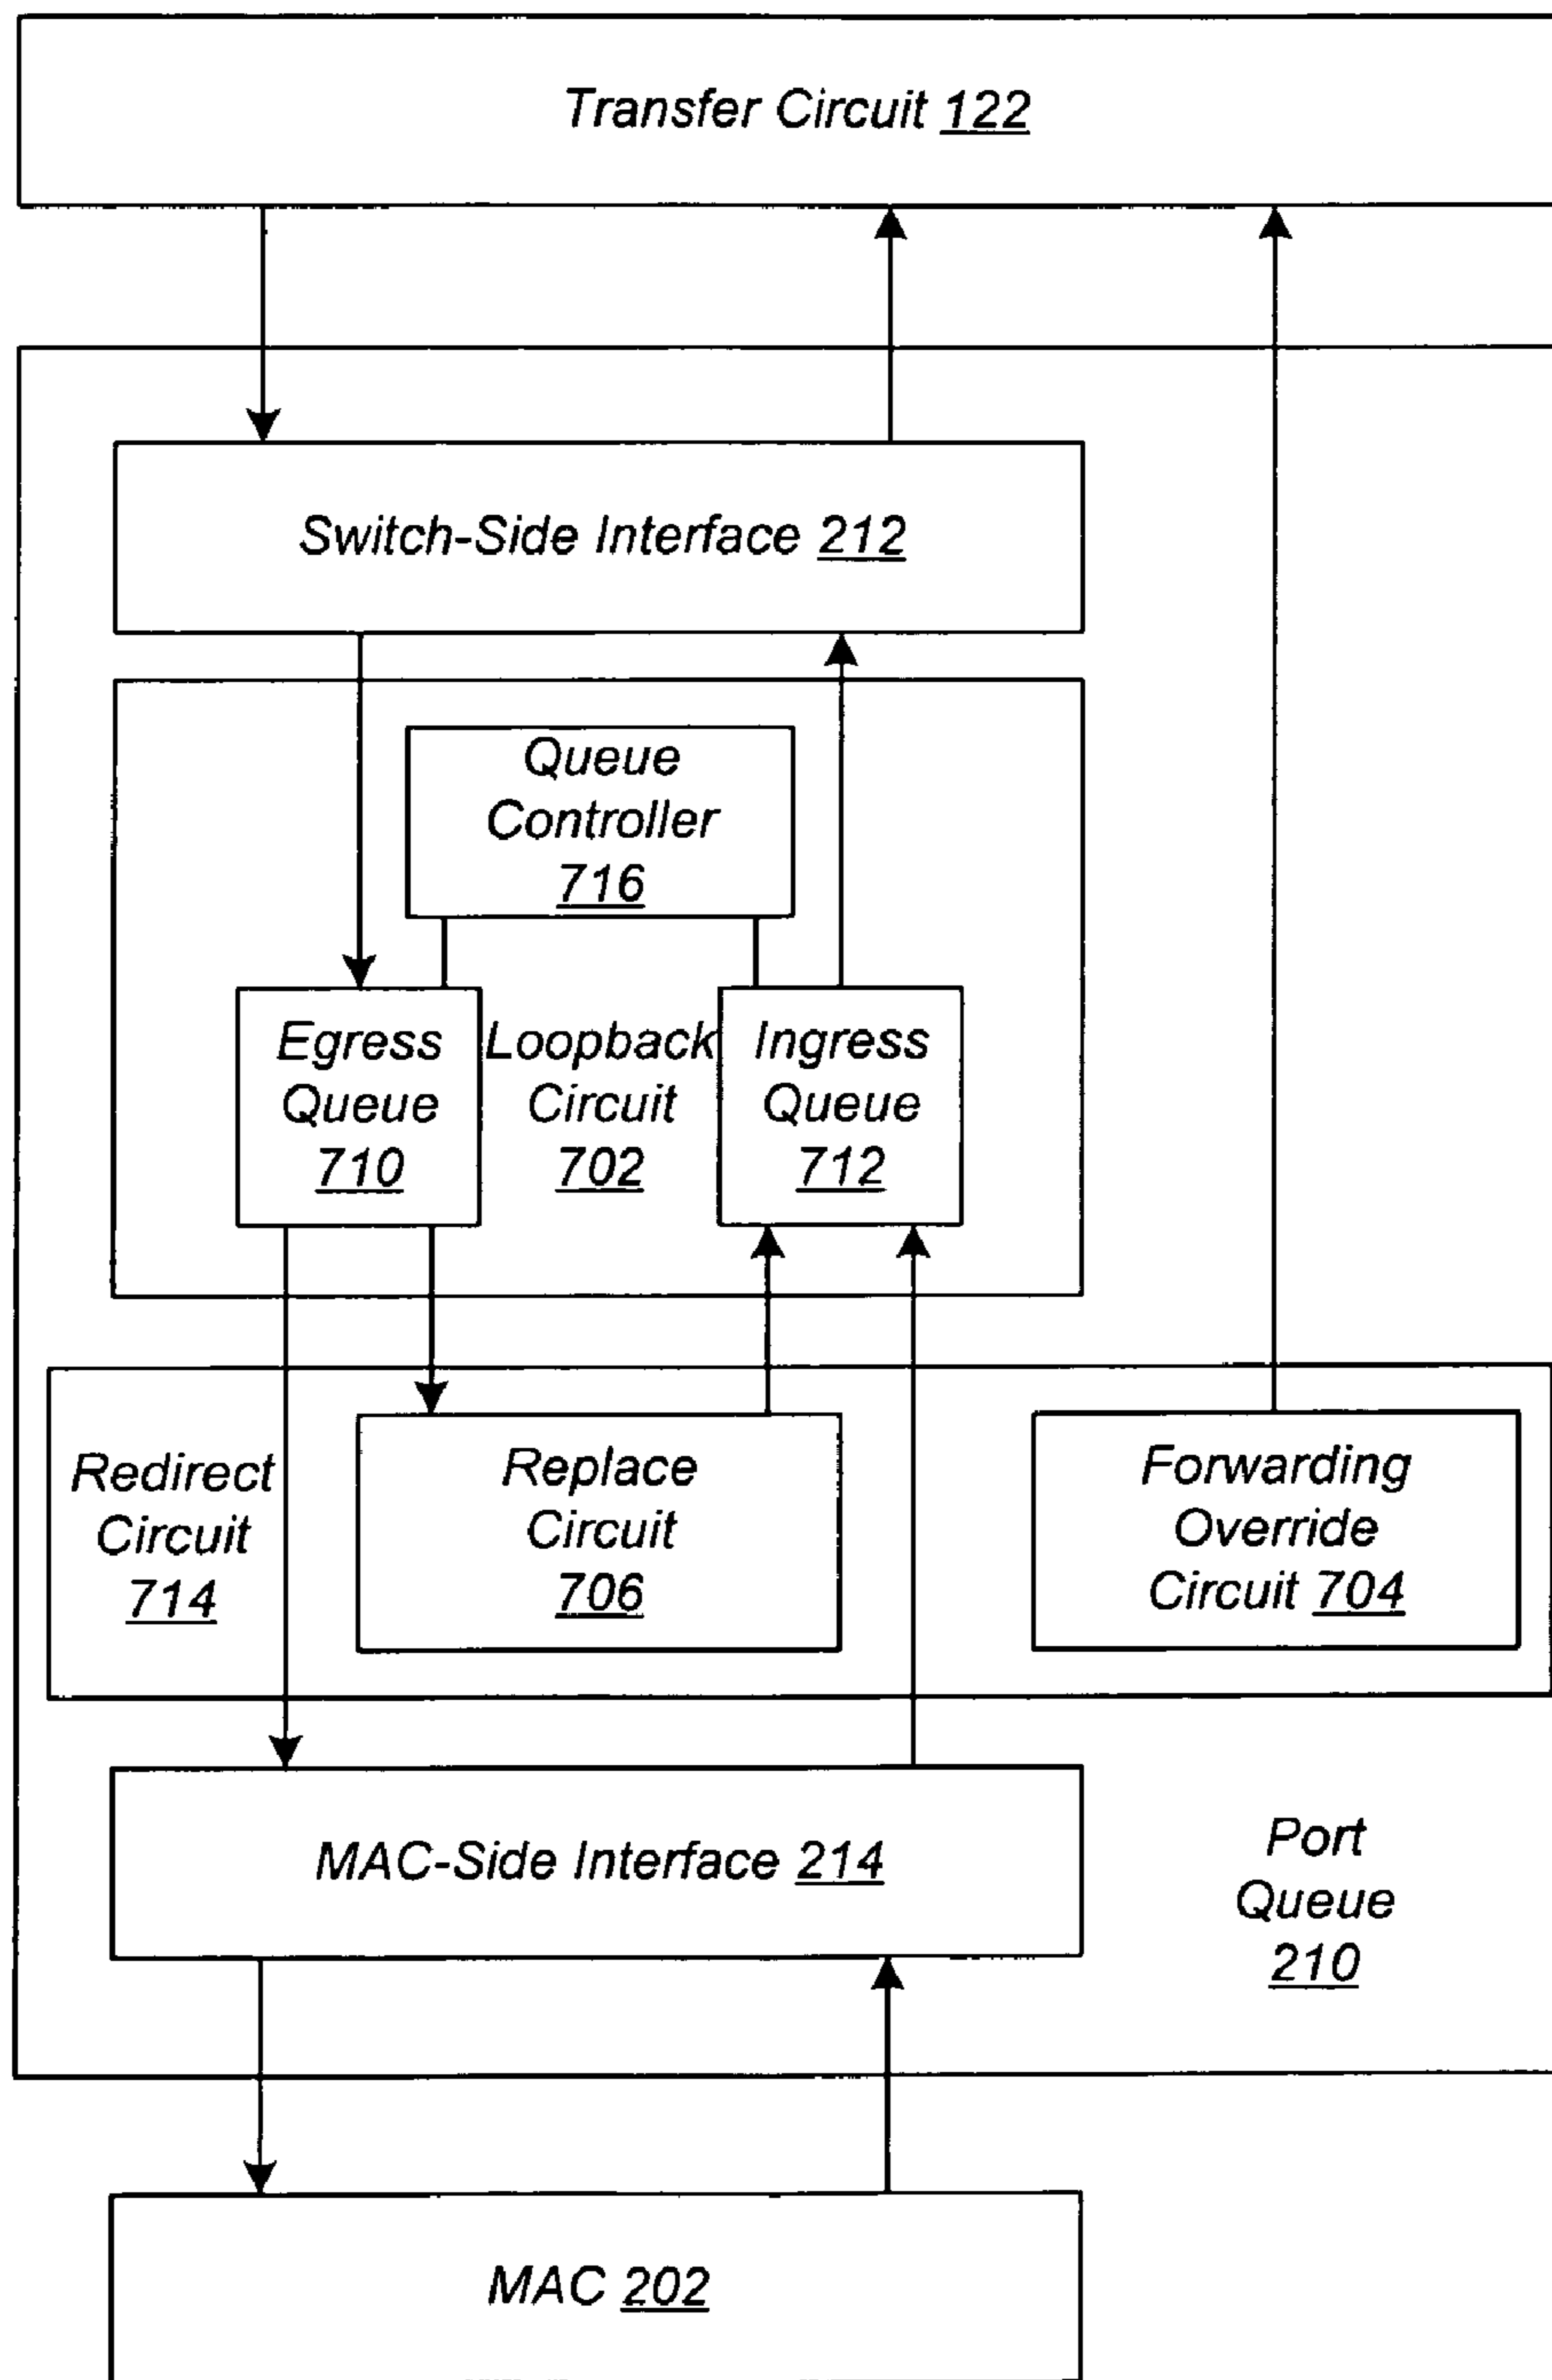 Transfer Circuit 122
Switch-Side Interface 212
Queue
Controller
716
Egress
Queue
710
Loopback
Circuit
702
Ingress
Queue
712
Redirect
Circuit
714
Replace
Circuit
706
Forwarding
Override
Circuit 704
MAC-Side Interface 214
Port
Queue
210
MAC 202